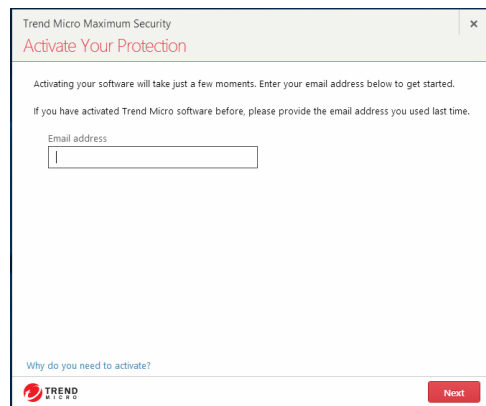 Trend Micro Maximum Security
×
Activate Your Protection
Activating your software will take just a few moments. Enter your email address below to get started.
If you have activated Trend Micro software before, please provide the email address you used last time.
Email address
Why do you need to activate?
TREND
MICRO
Next